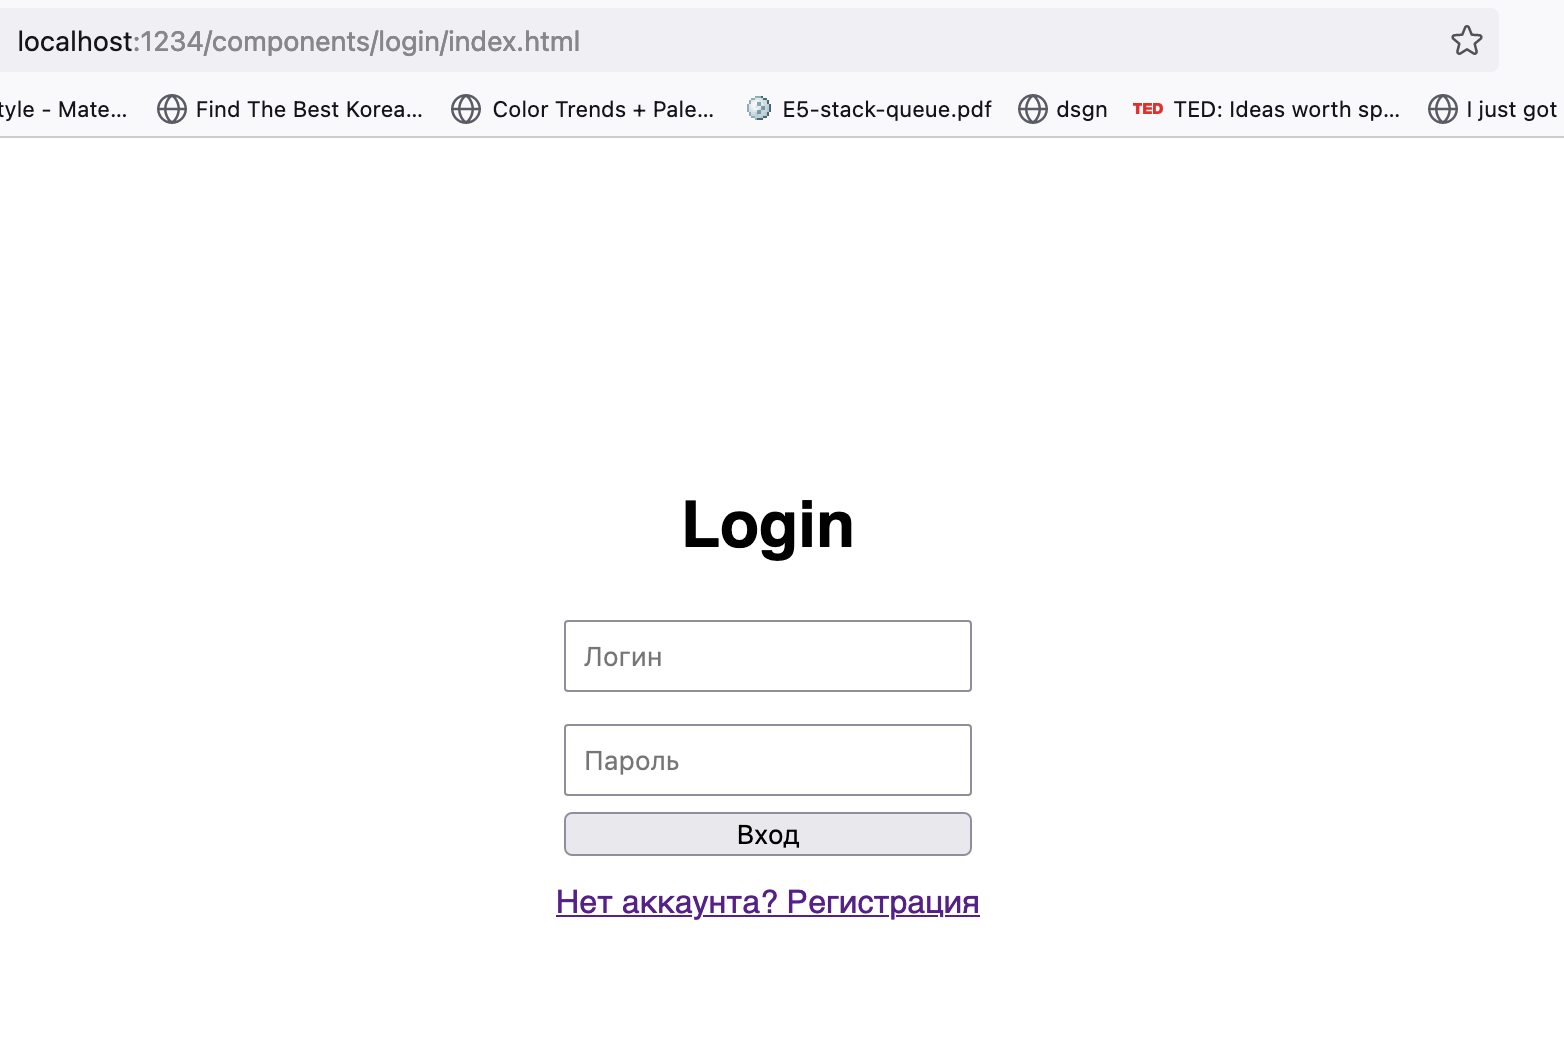 localhost:1234/components/login/index.html
tyle - Mate... Find The Best Korea... Color Trends + Pale... E5-stack-queue.pdf dsgn TED TED: Ideas worth sp... I just got
Login
Логин
Пароль
Вход
Нет аккаунта? Регистрация